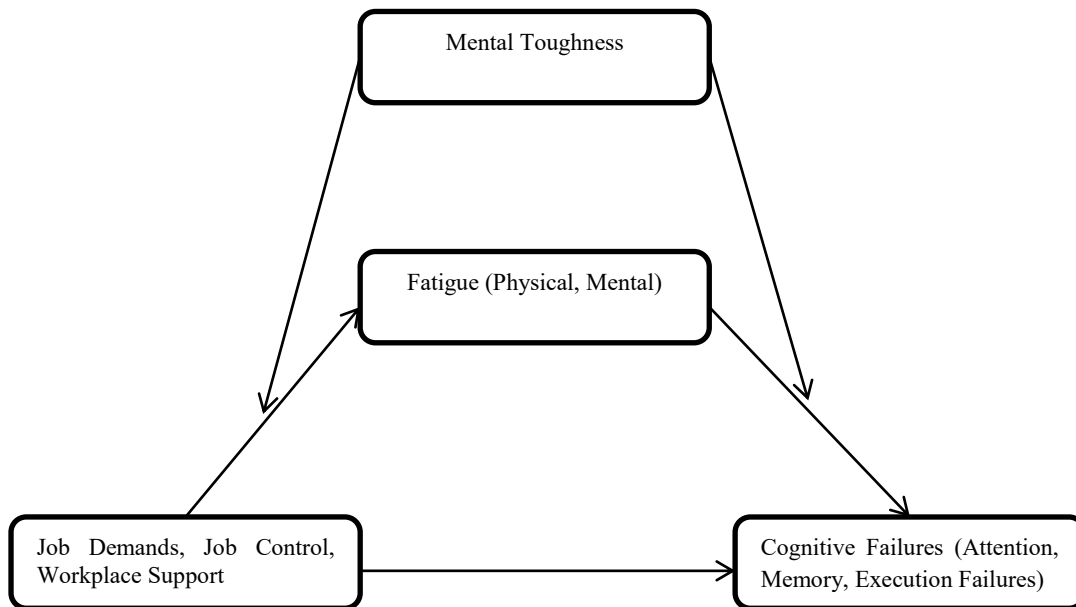 Mental Toughness
Fatigue (Physical, Mental)
Job Demands, Job Control,
Workplace Support
Cognitive Failures (Attention,
Memory, Execution Failures)